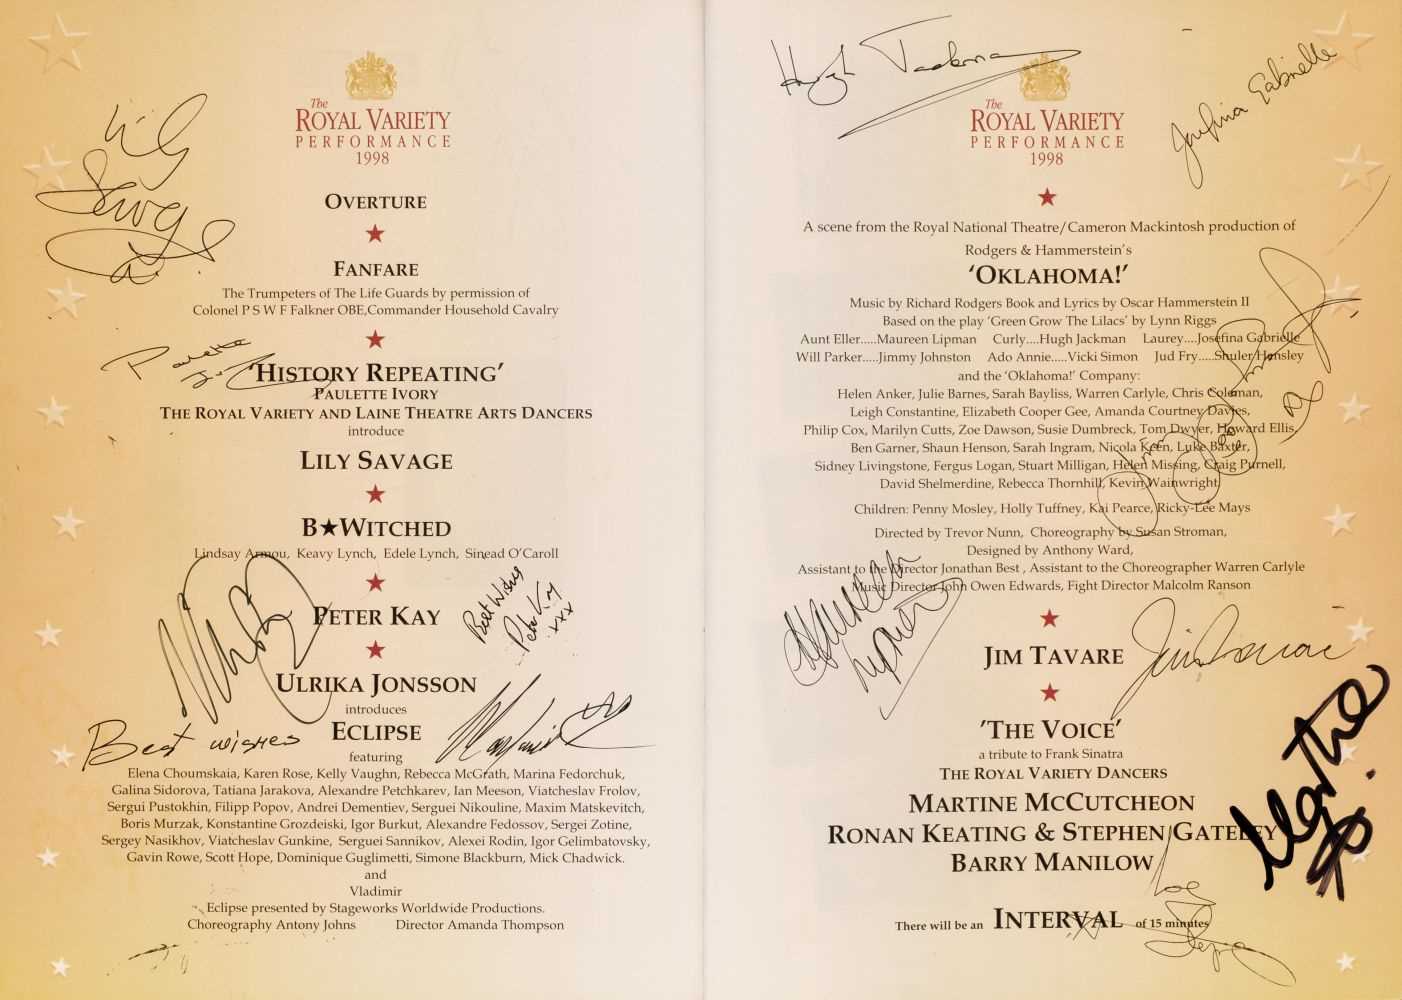 Lily
Savage
The
ROYAL VARIETY
PERFORMANCE
1998
OVERTURE
FANFARE
The Trumpeters of The Life Guards by permission of
Colonel P S W F Falkner OBE,Commander Household Cavalry
Paulette
'HISTORY REPEATING'
PAULETTE IVORY
THE ROYAL VARIETY AND LAINE THEATRE ARTS DANCERS
introduce
LILY SAVAGE
B★WITCHED
Lindsay Armou, Keavy Lynch, Edele Lynch, Sinead O'Caroll
PETER KAY
Best Wishes
Peter Kay
xxx
ULRIKA JONSSON
introduces
ECLIPSE
Best wishes
featuring
Elena Choumskaia, Karen Rose, Kelly Vaughn, Rebecca McGrath, Marina Fedorchuk,
Galina Sidorova, Tatiana Jarakova, Alexandre Petchkarev, Ian Meeson, Viatcheslav Frolov,
Sergui Pustokhin, Filipp Popov, Andrei Dementiev, Serguei Nikouline, Maxim Matskevitch,
Boris Murzak, Konstantine Grozdeiski, Igor Burkut, Alexandre Fedossov, Sergei Zotine,
Sergey Nasikhov, Viatcheslav Gunkine, Serguei Sannikov, Alexei Rodin, Igor Gelimbatovsky,
Gavin Rowe, Scott Hope, Dominique Guglimetti, Simone Blackburn, Mick Chadwick.
and
Vladimir
Eclipse presented by Stageworks Worldwide Productions.
Choreography Antony Johns Director Amanda Thompson
Hugh Jackman
Josefina Gabrielle
The
ROYAL VARIETY
PERFORMANCE
1998
A scene from the Royal National Theatre/Cameron Mackintosh production of
Rodgers & Hammerstein's
'OKLAHOMA!'
Music by Richard Rodgers Book and Lyrics by Oscar Hammerstein II
Based on the play 'Green Grow The Lilacs' by Lynn Riggs
Aunt Eller.....Maureen Lipman Curly....Hugh Jackman Laurey....Josefina Gabrielle
Will Parker.....Jimmy Johnston Ado Annie.....Vicki Simon Jud Fry.....Shuler Hensley
and the 'Oklahoma!' Company:
Helen Anker, Julie Barnes, Sarah Bayliss, Warren Carlyle, Chris Coleman,
Leigh Constantine, Elizabeth Cooper Gee, Amanda Courtney Davies,
Philip Cox, Marilyn Cutts, Zoe Dawson, Susie Dumbreck, Tom Dwyer, Howard Ellis,
Ben Garner, Shaun Henson, Sarah Ingram, Nicola Keen, Luke Baxter,
Sidney Livingstone, Fergus Logan, Stuart Milligan, Helen Missing, Craig Purnell,
David Shelmerdine, Rebecca Thornhill, Kevin Wainwright
Children: Penny Mosley, Holly Tuffney, Kai Pearce, Ricky-Lee Mays
Directed by Trevor Nunn, Choreography by Susan Stroman,
Designed by Anthony Ward,
Assistant to the Director Jonathan Best , Assistant to the Choreographer Warren Carlyle
Music Director John Owen Edwards, Fight Director Malcolm Ranson
Maureen
Lipman
JIM TAVARE
Jim Tavare
'THE VOICE'
a tribute to Frank Sinatra
THE ROYAL VARIETY DANCERS
MARTINE MCCUTCHEON
RONAN KEATING & STEPHEN GATELEY
BARRY MANILOW
Martine
There will be an INTERVAL of 15 minutes